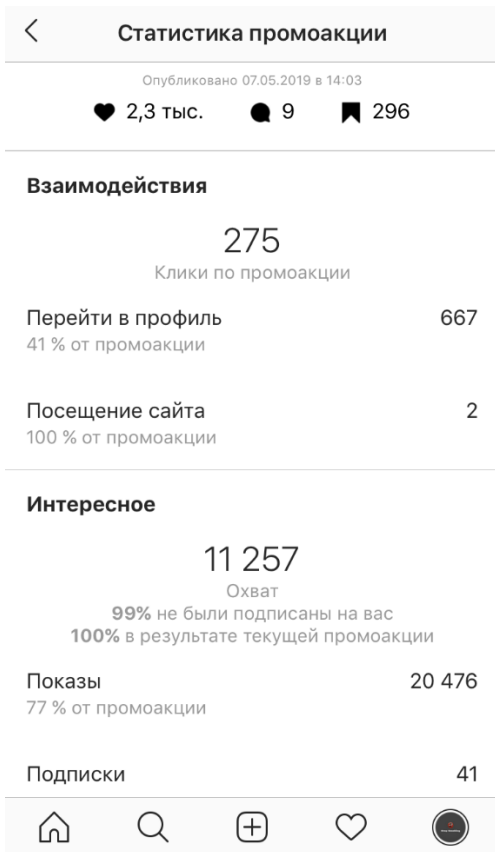 Статистика промоакции
Опубликовано 07.05.2019 в 14:03
2,3 тыс. 9 296
Взаимодействия
275
Клики по промоакции
Перейти в профиль 667
41 % от промоакции
Посещение сайта 2
100 % от промоакции
Интересное
11 257
Охват
99% не были подписаны на вас
100% в результате текущей промоакции
Показы 20 476
77 % от промоакции
Подписки 41